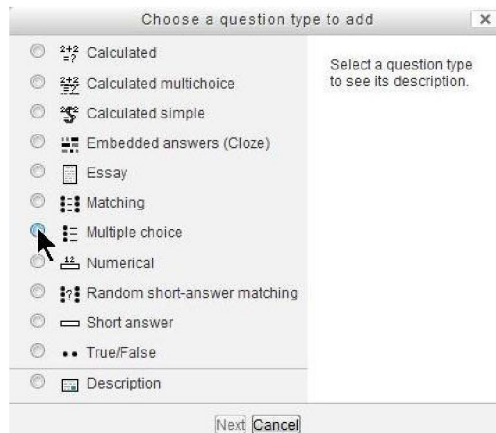 Choose a question type to add
Calculated
Calculated multichoice
Calculated simple
Embedded answers (Cloze)
Essay
Matching
Multiple choice
Numerical
Random short-answer matching
Short answer
True/False
Description
Select a question type
to see its description.
Next Cancel